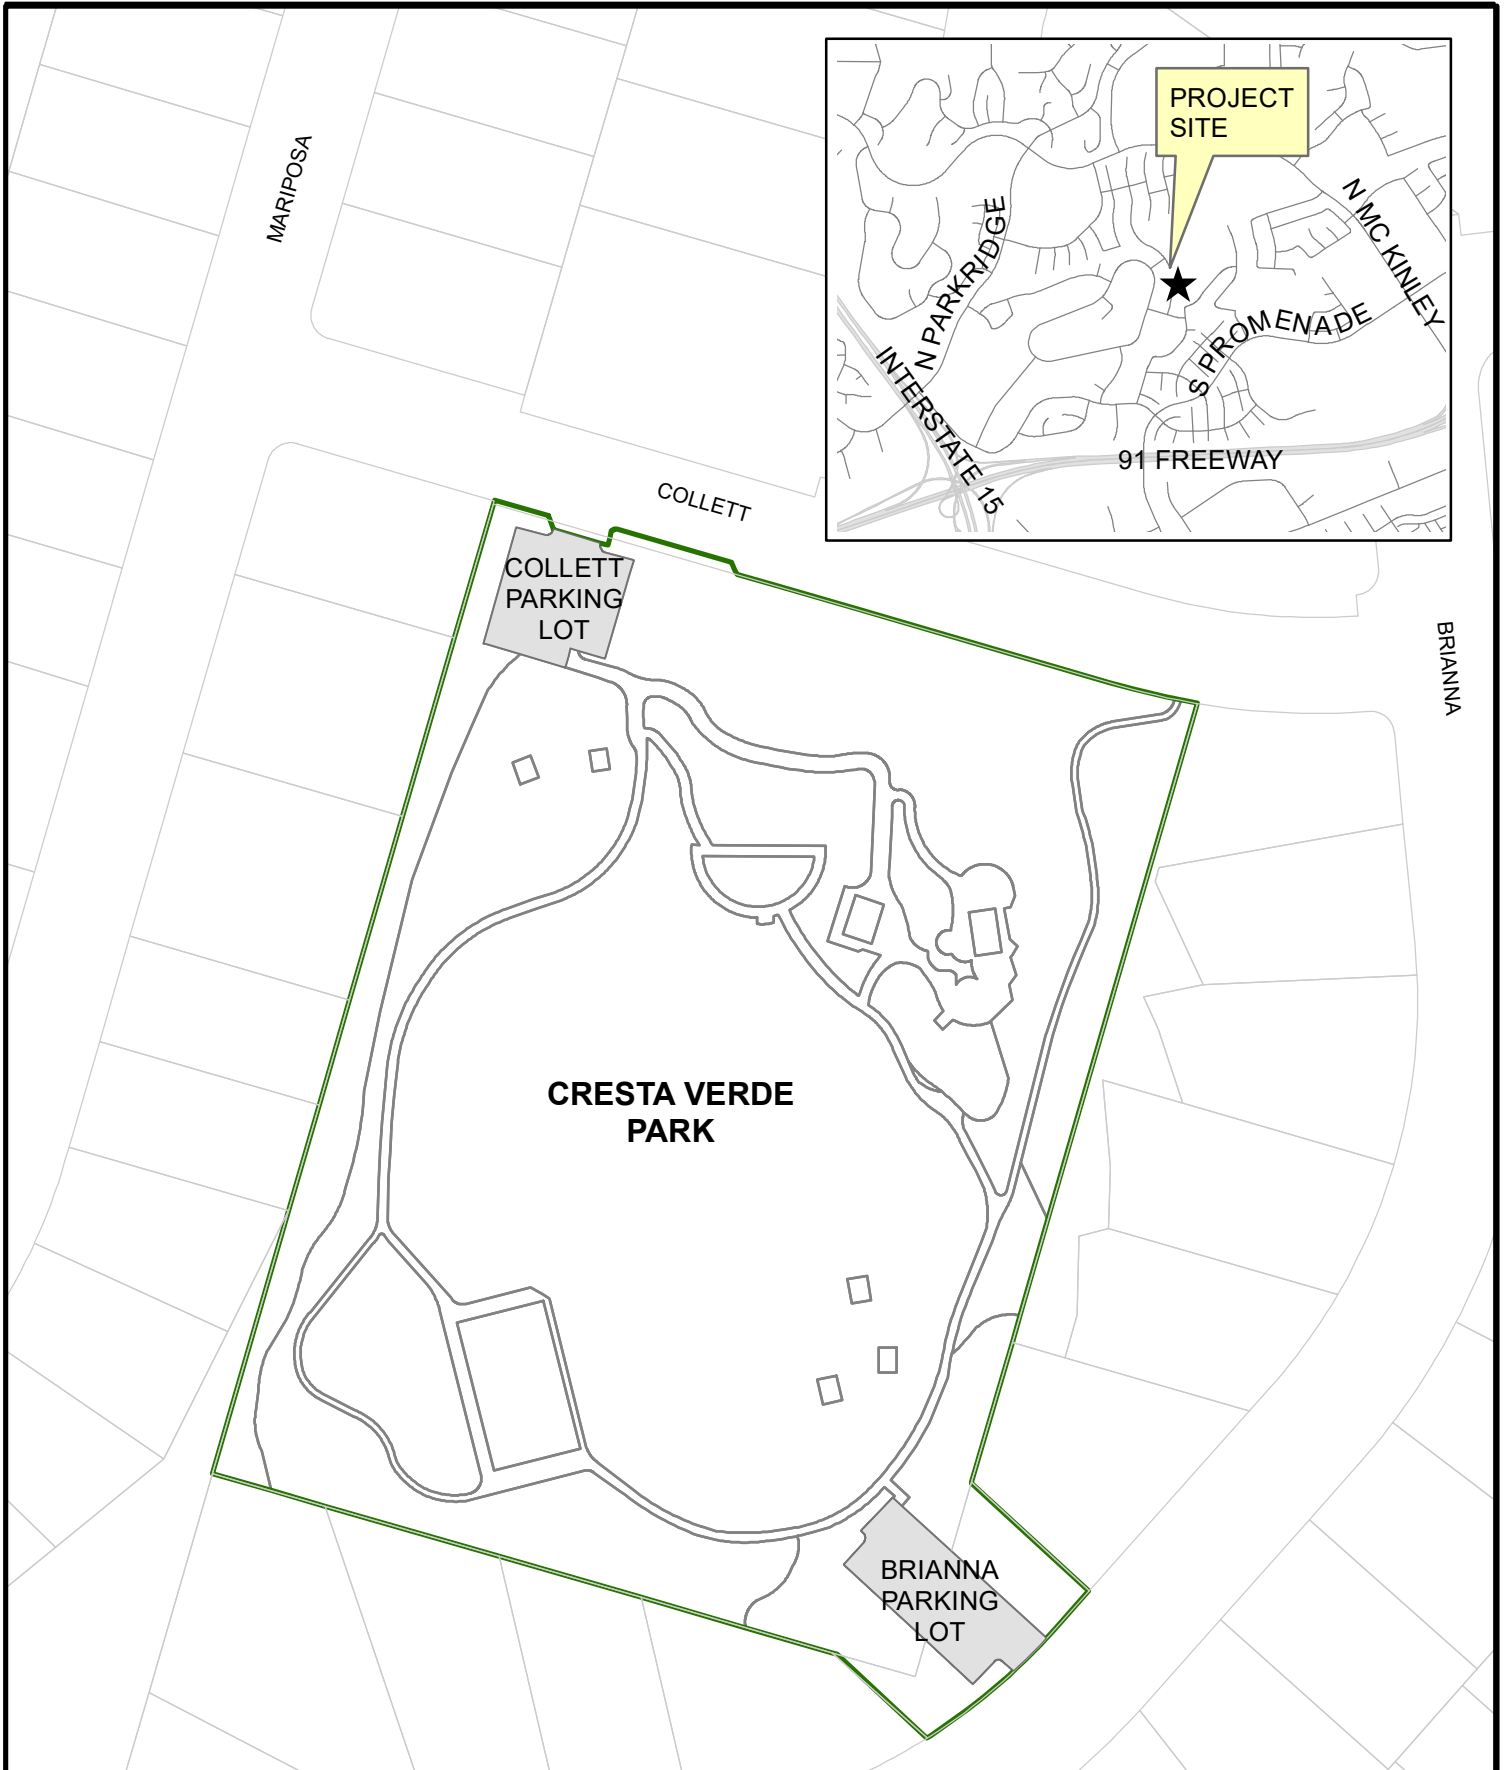 PROJECT
SITE
MARIPOSA
N MC KINLEY
N PARKRIDGE
S PROMENADE
INTERSTATE 15
91 FREEWAY
COLLETT
COLLETT
PARKING
LOT
BRIANNA
CRESTA VERDE
PARK
BRIANNA
PARKING
LOT